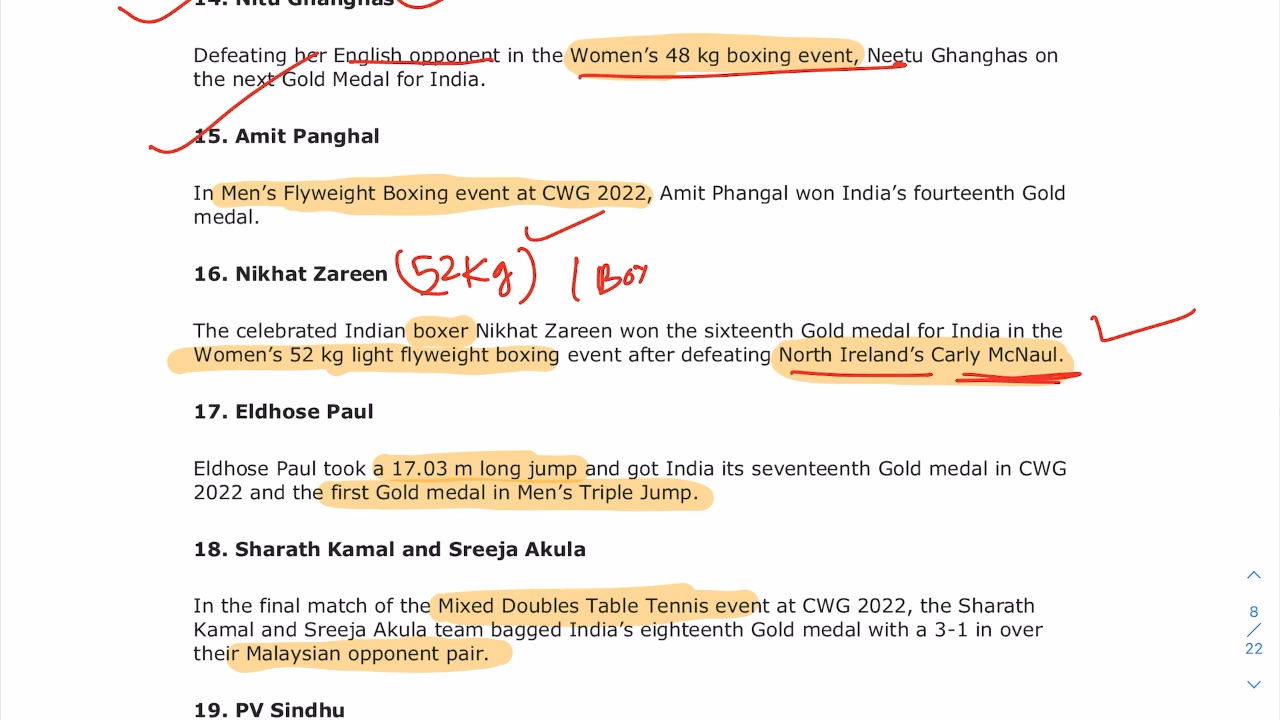 14. Nitu Ghanghas
Defeating her English opponent in the Women's 48 kg boxing event, Neetu Ghanghas on
the next Gold Medal for India.
15. Amit Panghal
In Men's Flyweight Boxing event at CWG 2022, Amit Phangal won India's fourteenth Gold
medal.
16. Nikhat Zareen (52Kg) | Box
The celebrated Indian boxer Nikhat Zareen won the sixteenth Gold medal for India in the
Women's 52 kg light flyweight boxing event after defeating North Ireland's Carly McNaul.
17. Eldhose Paul
Eldhose Paul took a 17.03 m long jump and got India its seventeenth Gold medal in CWG
2022 and the first Gold medal in Men's Triple Jump.
18. Sharath Kamal and Sreeja Akula
In the final match of the Mixed Doubles Table Tennis event at CWG 2022, the Sharath
Kamal and Sreeja Akula team bagged India's eighteenth Gold medal with a 3-1 in over
their Malaysian opponent pair.
19. PV Sindhu
8
/
22